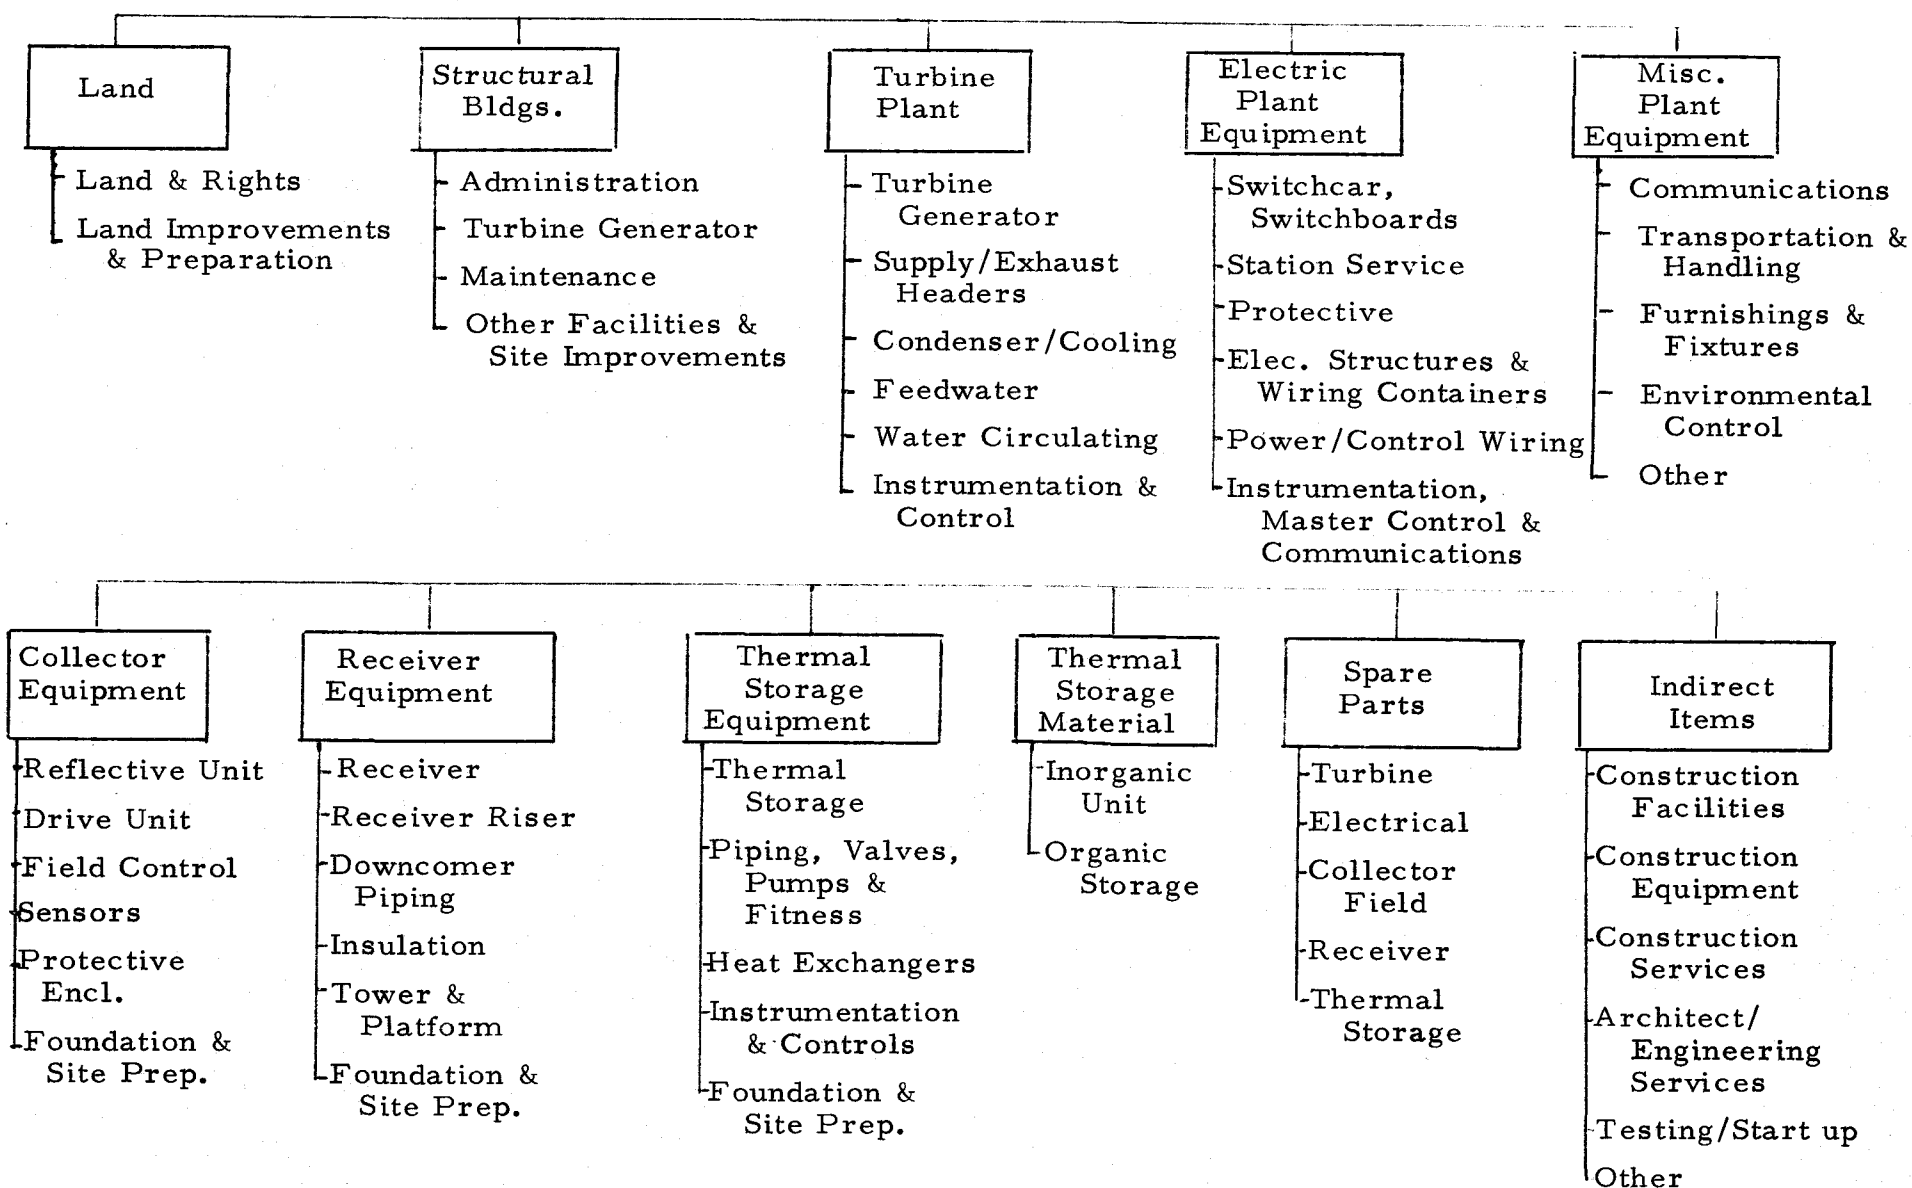 Land
Land & Rights
Land Improvements
& Preparation
Structural
Bldgs.
Administration
Turbine Generator
Maintenance
Other Facilities &
Site Improvements
Turbine
Plant
Turbine
Generator
Supply/Exhaust
Headers
Condenser/Cooling
Feedwater
Water Circulating
Instrumentation &
Control
Electric
Plant
Equipment
Switchcar,
Switchboards
Station Service
Protective
Elec. Structures &
Wiring Containers
Power/Control Wiring
Instrumentation,
Master Control &
Communications
Misc.
Plant
Equipment
Communications
Transportation &
Handling
Furnishings &
Fixtures
Environmental
Control
Other
Collector
Equipment
Reflective Unit
Drive Unit
Field Control
Sensors
Protective
Encl.
Foundation &
Site Prep.
Receiver
Equipment
Receiver
Receiver Riser
Downcomer
Piping
Insulation
Tower &
Platform
Foundation &
Site Prep.
Thermal
Storage
Equipment
Thermal
Storage
Piping, Valves,
Pumps &
Fitness
Heat Exchangers
Instrumentation
& Controls
Foundation &
Site Prep.
Thermal
Storage
Material
Inorganic
Unit
Organic
Storage
Spare
Parts
Turbine
Electrical
Collector
Field
Receiver
Thermal
Storage
Indirect
Items
Construction
Facilities
Construction
Equipment
Construction
Services
Architect/
Engineering
Services
Testing/Start up
Other